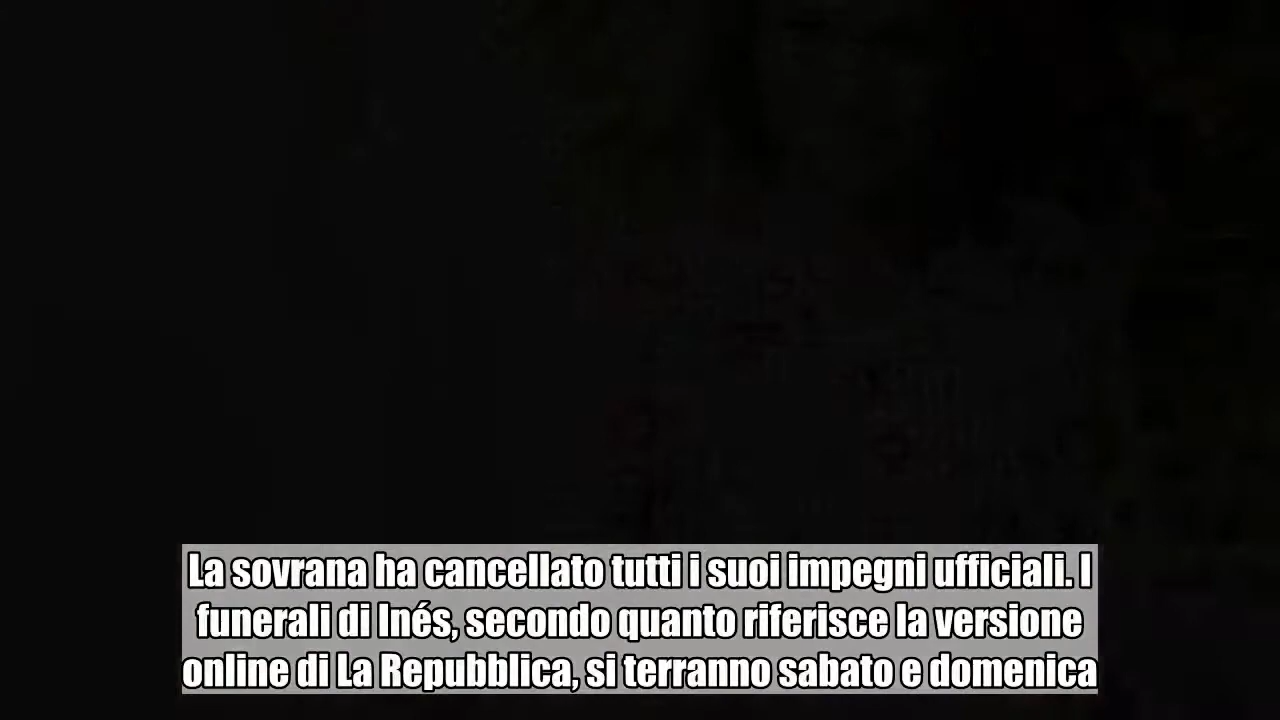 La sovrana ha cancellato tutti i suoi impegni ufficiali. I
funerali di Inés, secondo quanto riferisce la versione
online di La Repubblica, si terranno sabato e domenica